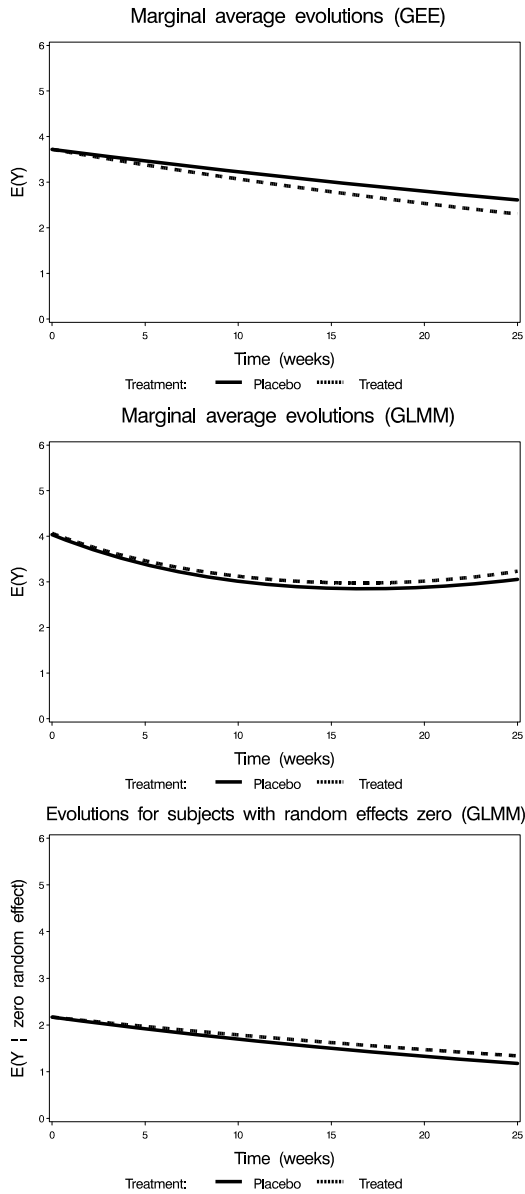 Marginal average evolutions (GEE)
6
5
4
3
2
1
0
E(Y)
0 5 10 15 20 25
Time (weeks)
Treatment: Placebo Treated
Marginal average evolutions (GLMM)
6
5
4
3
2
1
0
E(Y)
0 5 10 15 20 25
Time (weeks)
Treatment: Placebo Treated
Evolutions for subjects with random effects zero (GLMM)
6
5
4
3
2
1
0
E(Y | zero random effect)
0 5 10 15 20 25
Time (weeks)
Treatment: Placebo Treated